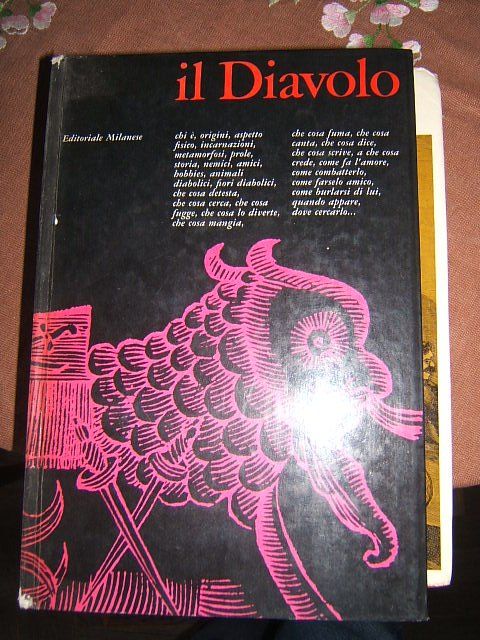 il Diavolo
Editoriale Milanese
chi è, origini, aspetto
fisico, incarnazioni,
metamorfosi, prole,
storia, nemici, amici,
hobbies, animali
diabolici, fiori diabolici,
che cosa detesta,
che cosa cerca, che cosa
fugge, che cosa lo diverte,
che cosa mangia,
che cosa fuma, che cosa
canta, che cosa dice,
che cosa scrive, a che cosa
crede, come fa l'amore,
come combatterlo,
come farselo amico,
come burlarsi di lui,
quando appare,
dove cercarlo...